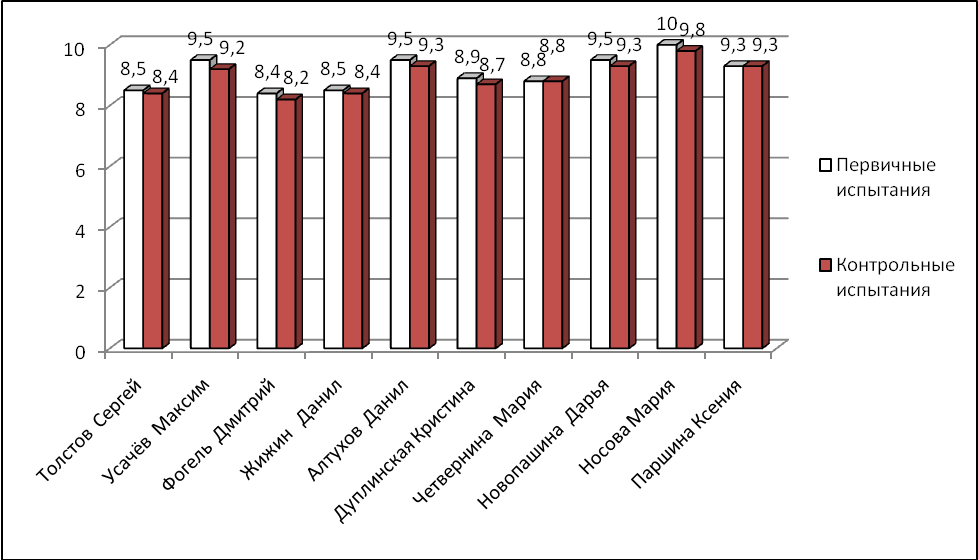 9,5 9,5 9,5 10 9,8
10 9,2 9,3 8,9 8,8 9,3 9,3 9,3
8,5 8,4 8,4 8,2 8,5 8,4 8,7 8,8
8
6
4
2
0
Первичные
испытания
Контрольные
испытания
Толстов Сергей
Усачёв Максим
Фогель Дмитрий
Жижин Данил
Алтухов Данил
Дуплинская Кристина
Четвернина Мария
Новопашина Дарья
Носова Мария
Паршина Ксения